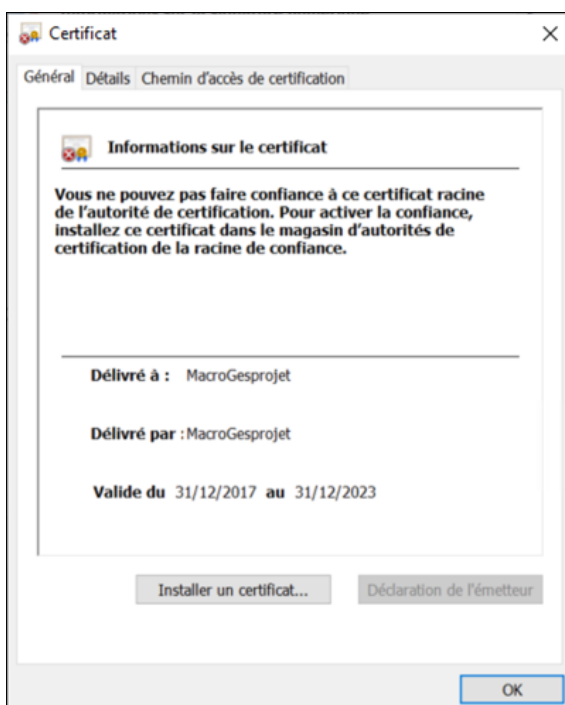 Certificat
Général Détails Chemin d'accès de certification
Informations sur le certificat
Vous ne pouvez pas faire confiance à ce certificat racine
de l'autorité de certification. Pour activer la confiance,
installez ce certificat dans le magasin d'autorités de
certification de la racine de confiance.
Délivré à : MacroGesprojet
Délivré par : MacroGesprojet
Valide du 31/12/2017 au 31/12/2023
Installer un certificat... Déclaration de l'émetteur
OK